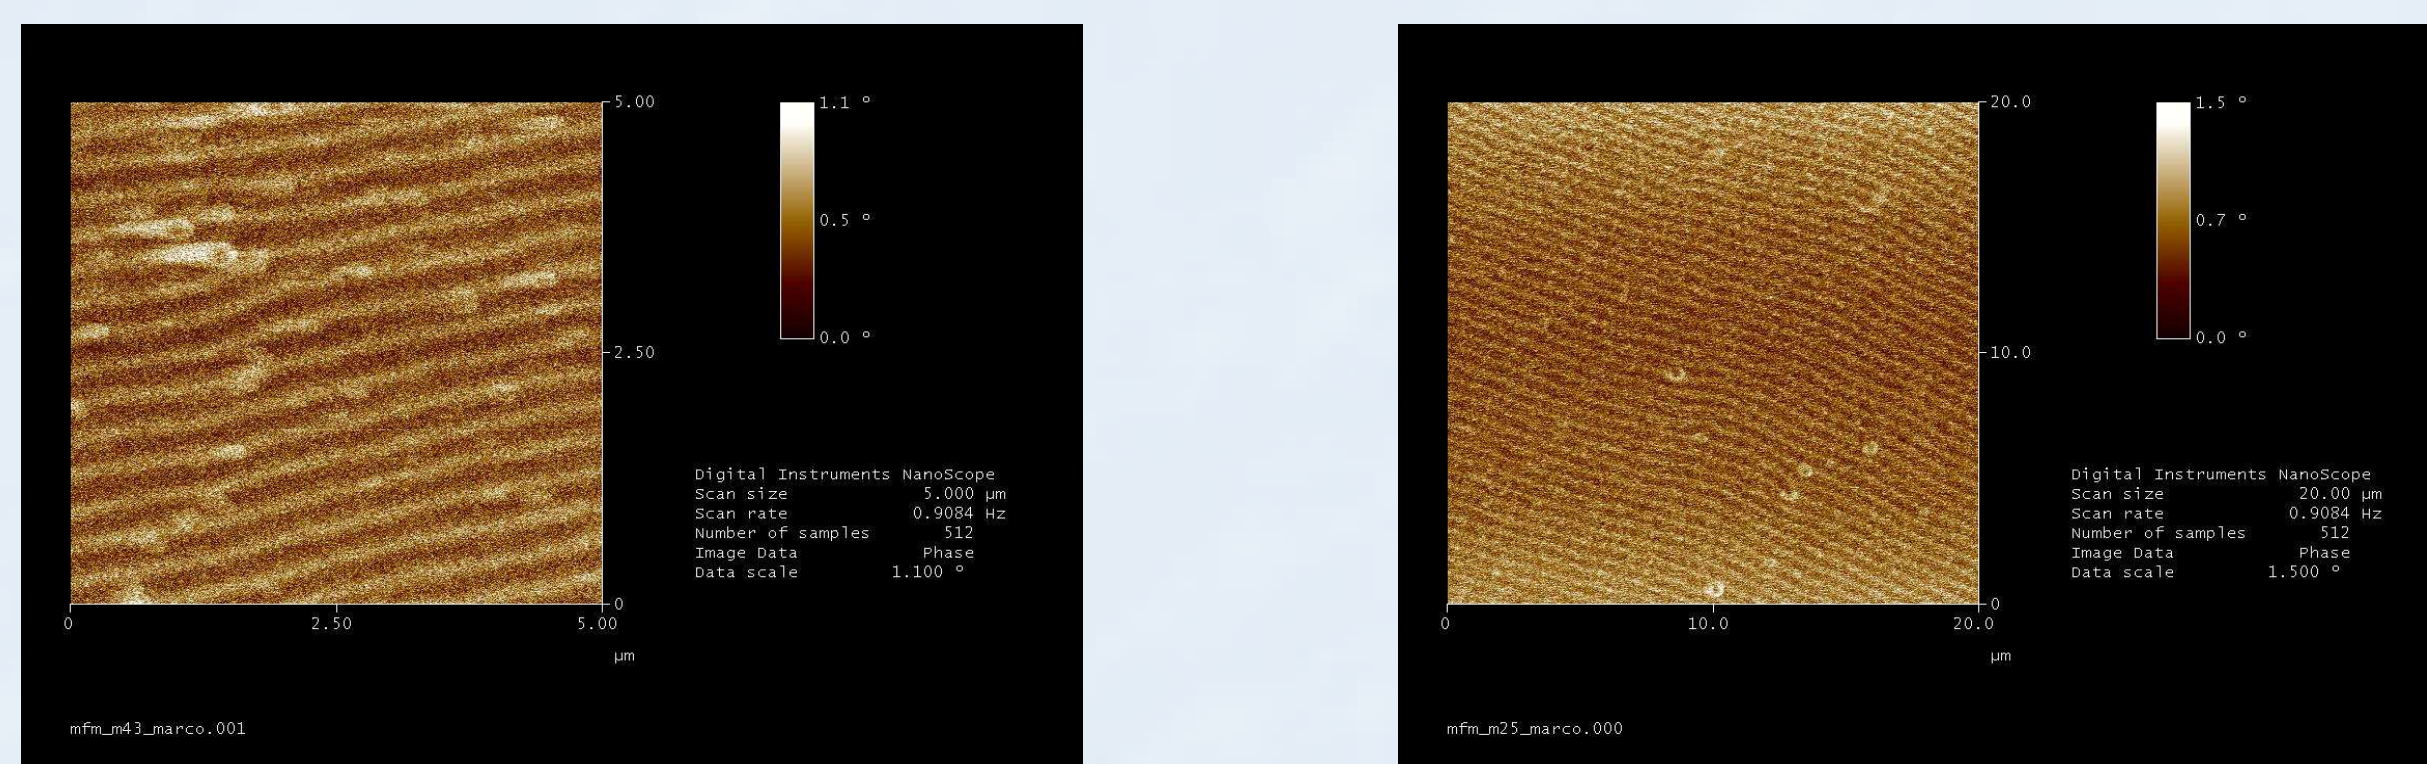 5.00
1.1 °
0.5 °
2.50
0.0 °
Digital Instruments NanoScope
Scan size 5.000 µm
Scan rate 0.9084 Hz
Number of samples 512
Image Data Phase
Data scale 1.100 °
0
0 2.50 5.00
µm
mfm_m43_marco.001
20.0
1.5 °
0.7 °
10.0
0.0 °
Digital Instruments NanoScope
Scan size 20.00 µm
Scan rate 0.9084 Hz
Number of samples 512
Image Data Phase
Data scale 1.500 °
0
0 10.0 20.0
µm
mfm_m25_marco.000